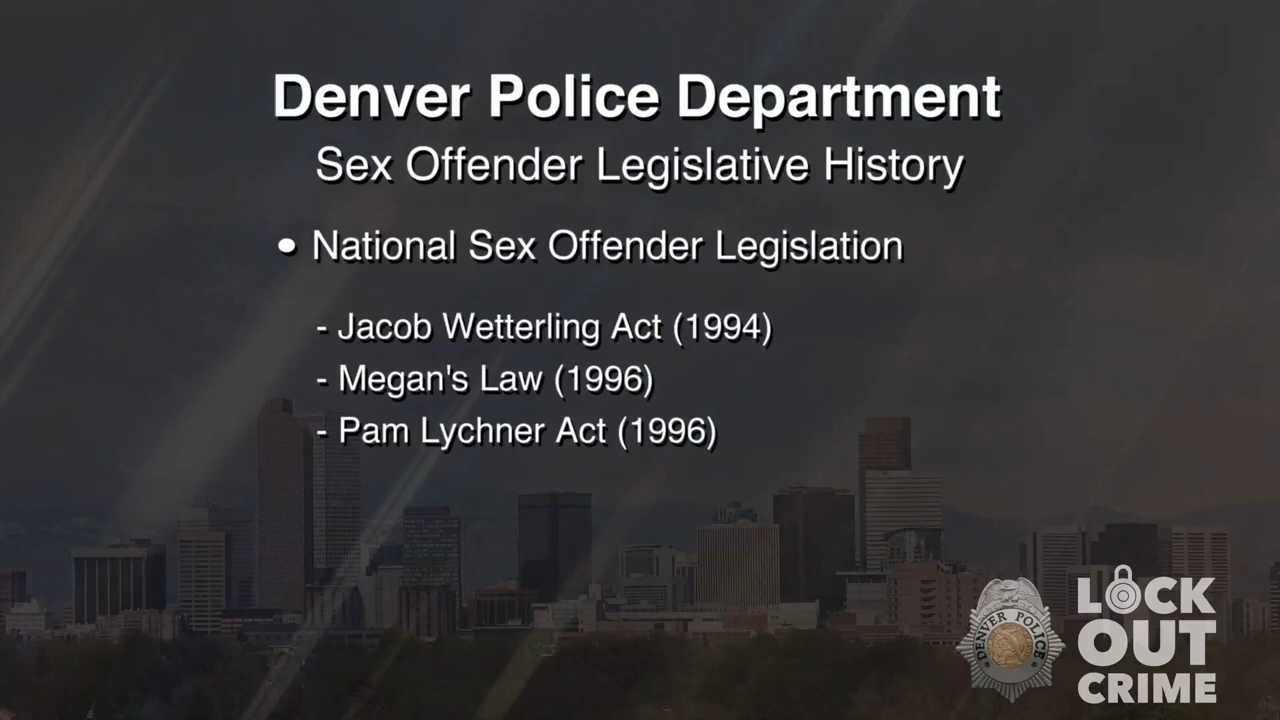 Denver Police Department
Sex Offender Legislative History
• National Sex Offender Legislation
- Jacob Wetterling Act (1994)
- Megan's Law (1996)
- Pam Lychner Act (1996)
DENVER POLICE
LOCK
OUT
CRIME